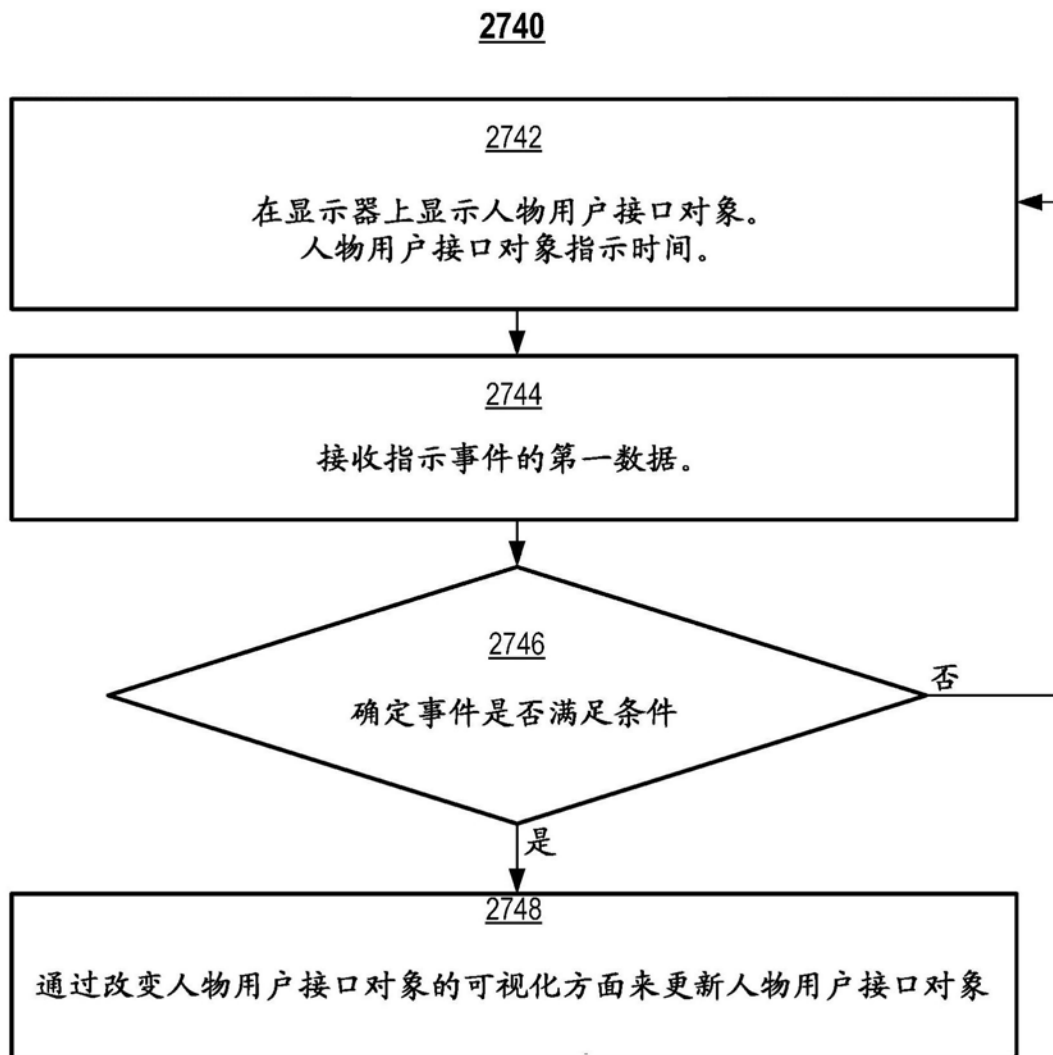 2740
2742
在显示器上显示人物用户接口对象。
人物用户接口对象指示时间。
2744
接收指示事件的第一数据。
2746
确定事件是否满足条件
否
是
2748
通过改变人物用户接口对象的可视化方面来更新人物用户接口对象